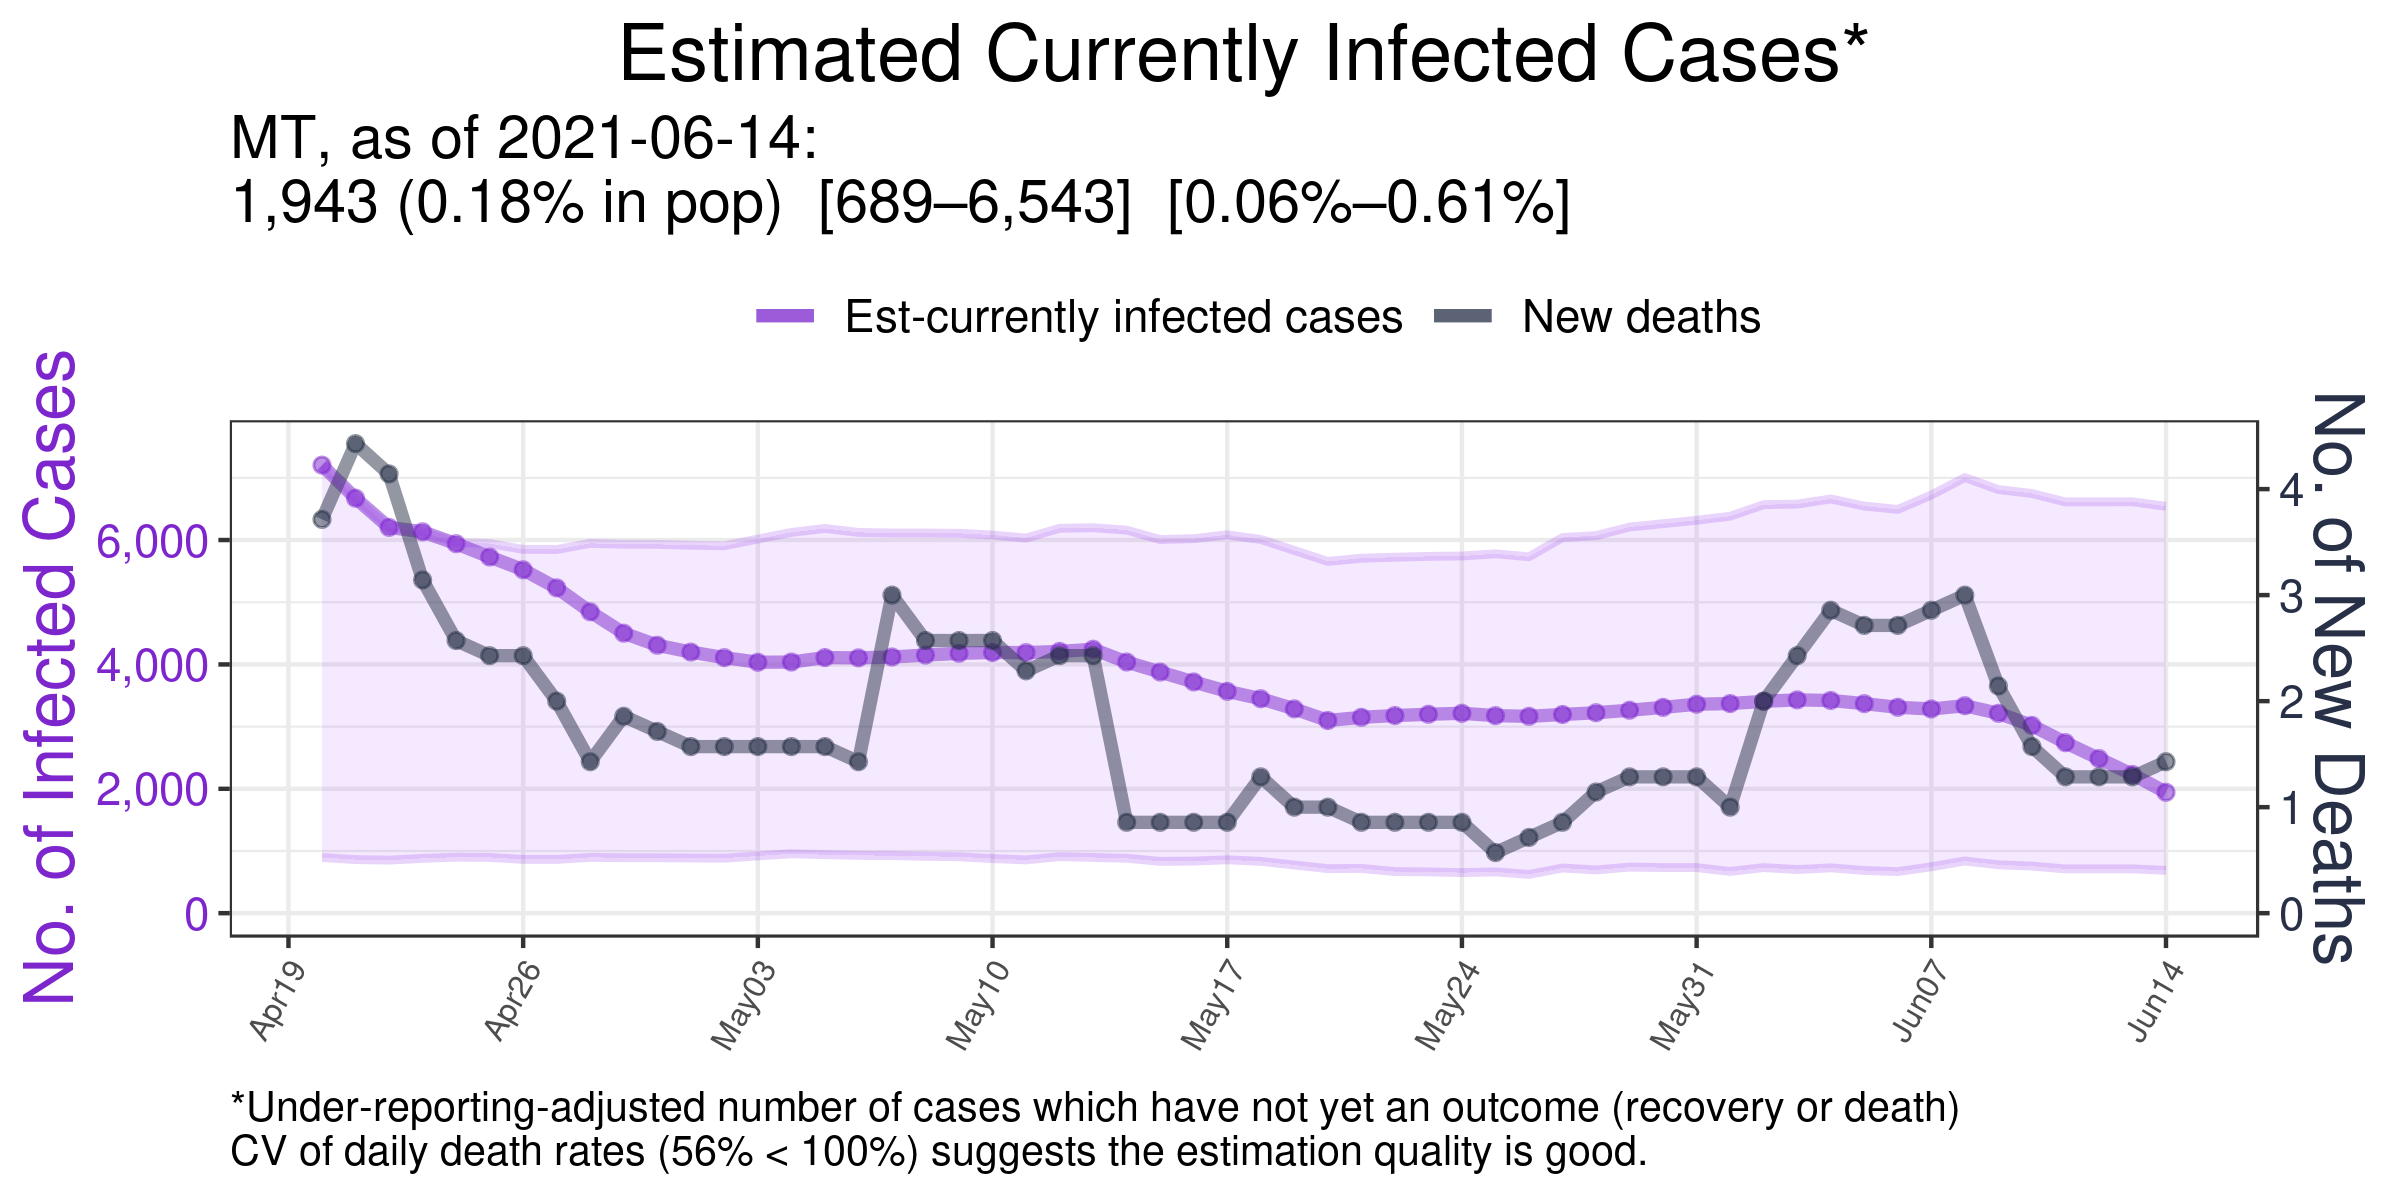 Estimated Currently Infected Cases*
MT, as of 2021-06-14:
1,943 (0.18% in pop)  [689–6,543]  [0.06%–0.61%]
Est-currently infected cases
New deaths
No. of Infected Cases
6,000
4,000
2,000
0
No. of New Deaths
4
3
2
1
0
Apr19
Apr26
May03
May10
May17
May24
May31
Jun07
Jun14
*Under-reporting-adjusted number of cases which have not yet an outcome (recovery or death)
CV of daily death rates (56% < 100%) suggests the estimation quality is good.